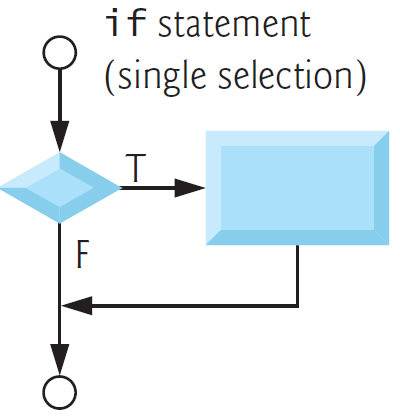 if statement
(single selection)
T
F